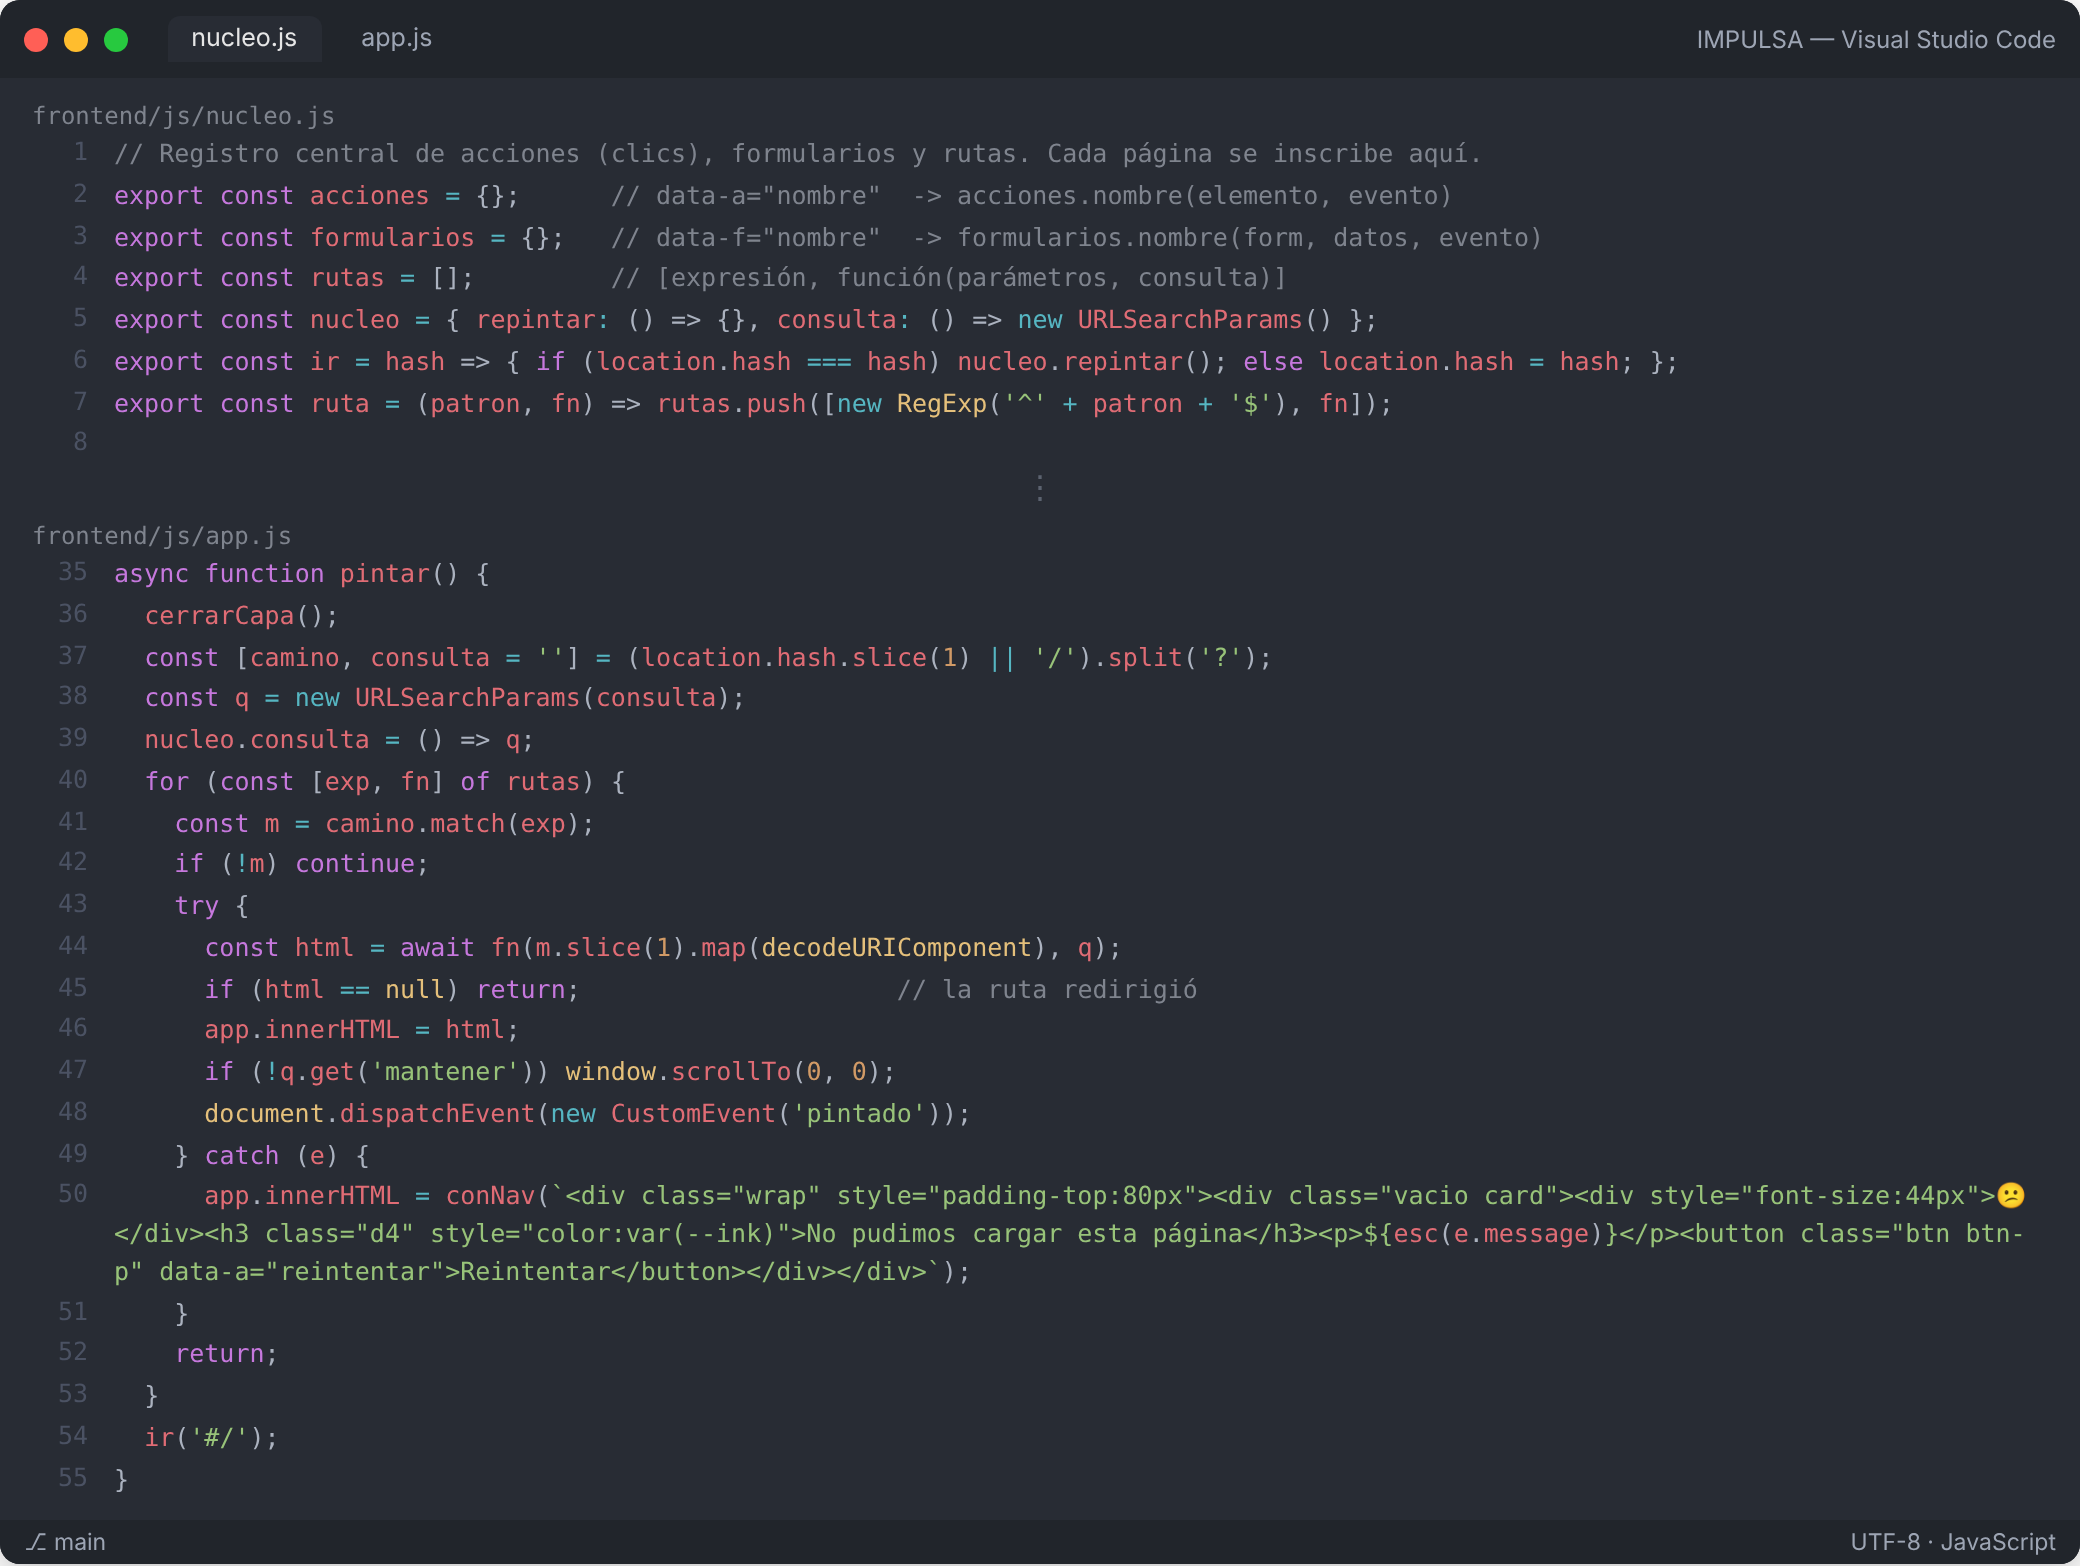 nucleo.js
app.js
IMPULSA — Visual Studio Code
frontend/js/nucleo.js
1 // Registro central de acciones (clics), formularios y rutas. Cada página se inscribe aquí.
2 export const acciones = {};      // data-a="nombre"  -> acciones.nombre(elemento, evento)
3 export const formularios = {};   // data-f="nombre"  -> formularios.nombre(form, datos, evento)
4 export const rutas = [];         // [expresión, función(parámetros, consulta)]
5 export const nucleo = { repintar: () => {}, consulta: () => new URLSearchParams() };
6 export const ir = hash => { if (location.hash === hash) nucleo.repintar(); else location.hash = hash; };
7 export const ruta = (patron, fn) => rutas.push([new RegExp('^' + patron + '$'), fn]);
8
⋮
frontend/js/app.js
35 async function pintar() {
36   cerrarCapa();
37   const [camino, consulta = ''] = (location.hash.slice(1) || '/').split('?');
38   const q = new URLSearchParams(consulta);
39   nucleo.consulta = () => q;
40   for (const [exp, fn] of rutas) {
41     const m = camino.match(exp);
42     if (!m) continue;
43     try {
44       const html = await fn(m.slice(1).map(decodeURIComponent), q);
45       if (html == null) return;                     // la ruta redirigió
46       app.innerHTML = html;
47       if (!q.get('mantener')) window.scrollTo(0, 0);
48       document.dispatchEvent(new CustomEvent('pintado'));
49     } catch (e) {
50       app.innerHTML = conNav(`<div class="wrap" style="padding-top:80px"><div class="vacio card"><div style="font-size:44px">😕
</div><h3 class="d4" style="color:var(--ink)">No pudimos cargar esta página</h3><p>${esc(e.message)}</p><button class="btn btn-
p" data-a="reintentar">Reintentar</button></div></div>`);
51     }
52     return;
53   }
54   ir('#/');
55 }
⎇ main
UTF-8 · JavaScript